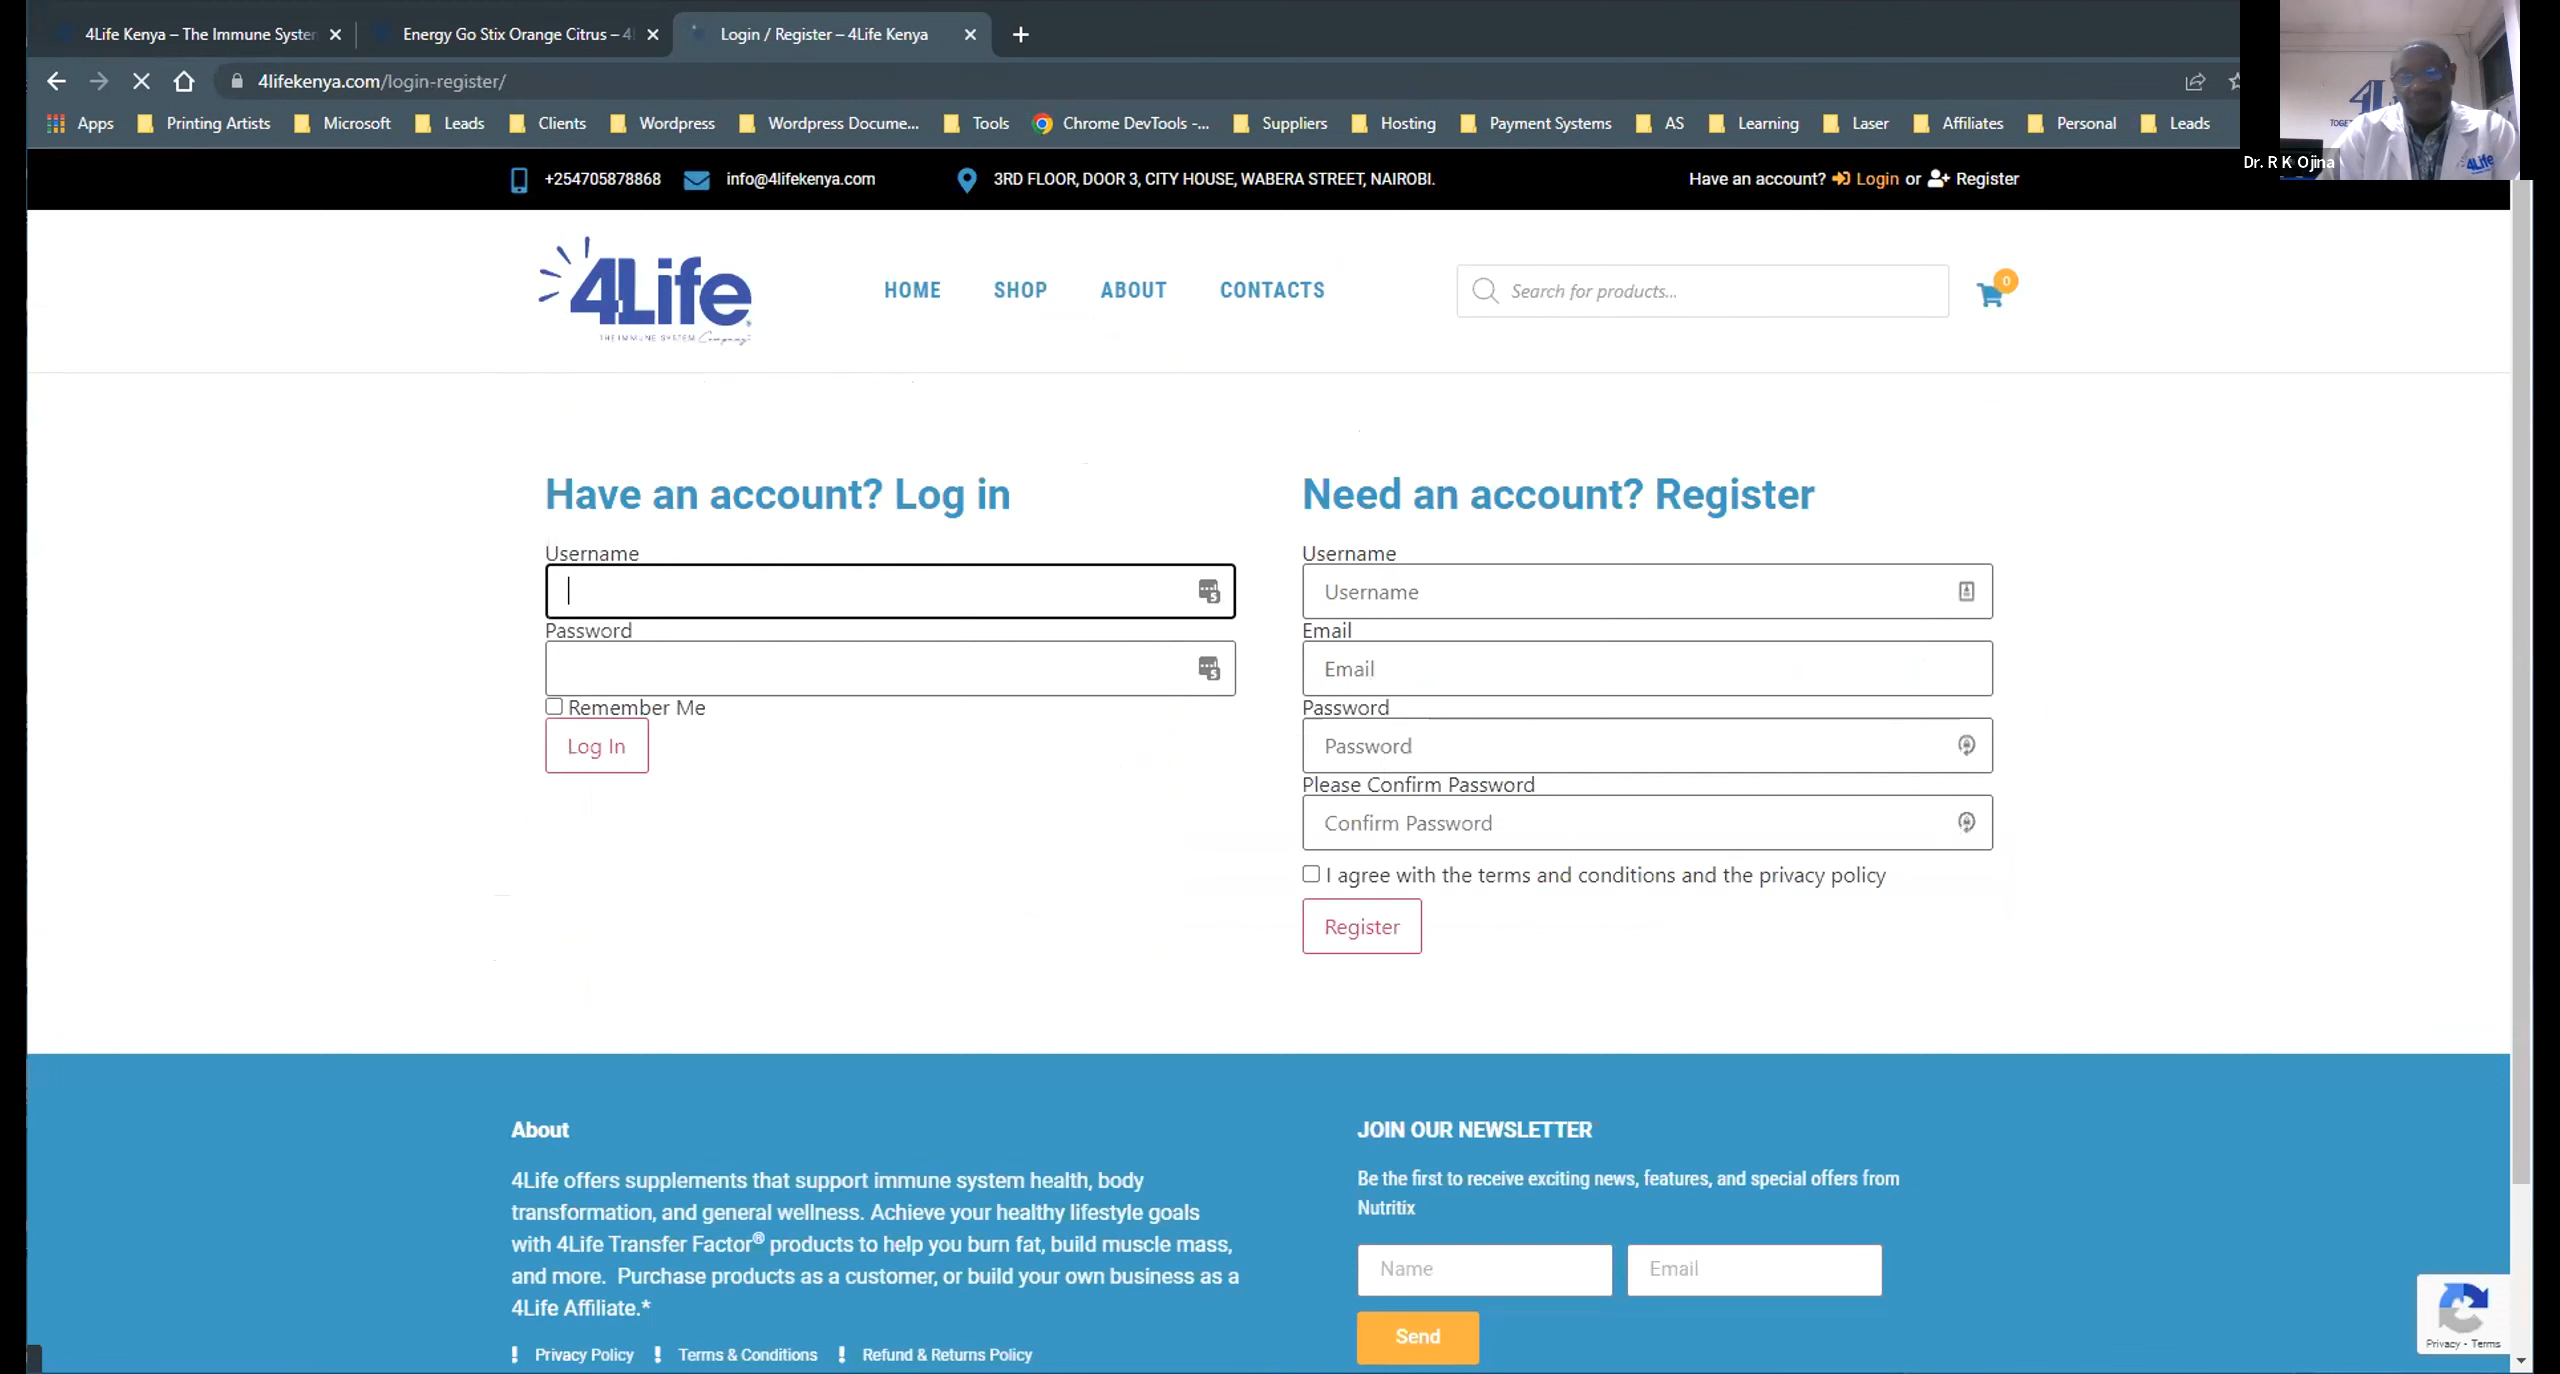 4Life Kenya – The Immune System
Energy Go Stix Orange Citrus – 4
Login / Register – 4Life Kenya
4lifekenya.com/login-register/
Apps Printing Artists Microsoft Leads Clients Wordpress Wordpress Docume... Tools Chrome DevTools -... Suppliers Hosting Payment Systems AS Learning Laser Affiliates Personal Leads
Dr. R K Ojina
4Life
+254705878868 info@4lifekenya.com 3RD FLOOR, DOOR 3, CITY HOUSE, WABERA STREET, NAIROBI. Have an account? Login or Register
4Life
THE IMMUNE SYSTEM Company
HOME SHOP ABOUT CONTACTS Search for products... 0
Have an account? Log in
Username
Password
Remember Me
Log In
Need an account? Register
Username
Username
Email
Email
Password
Password
Please Confirm Password
Confirm Password
I agree with the terms and conditions and the privacy policy
Register
About
4Life offers supplements that support immune system health, body
transformation, and general wellness. Achieve your healthy lifestyle goals
with 4Life Transfer Factor® products to help you burn fat, build muscle mass,
and more. Purchase products as a customer, or build your own business as a
4Life Affiliate.*
Privacy Policy Terms & Conditions Refund & Returns Policy
JOIN OUR NEWSLETTER
Be the first to receive exciting news, features, and special offers from
Nutritix
Name Email
Send
Privacy - Terms